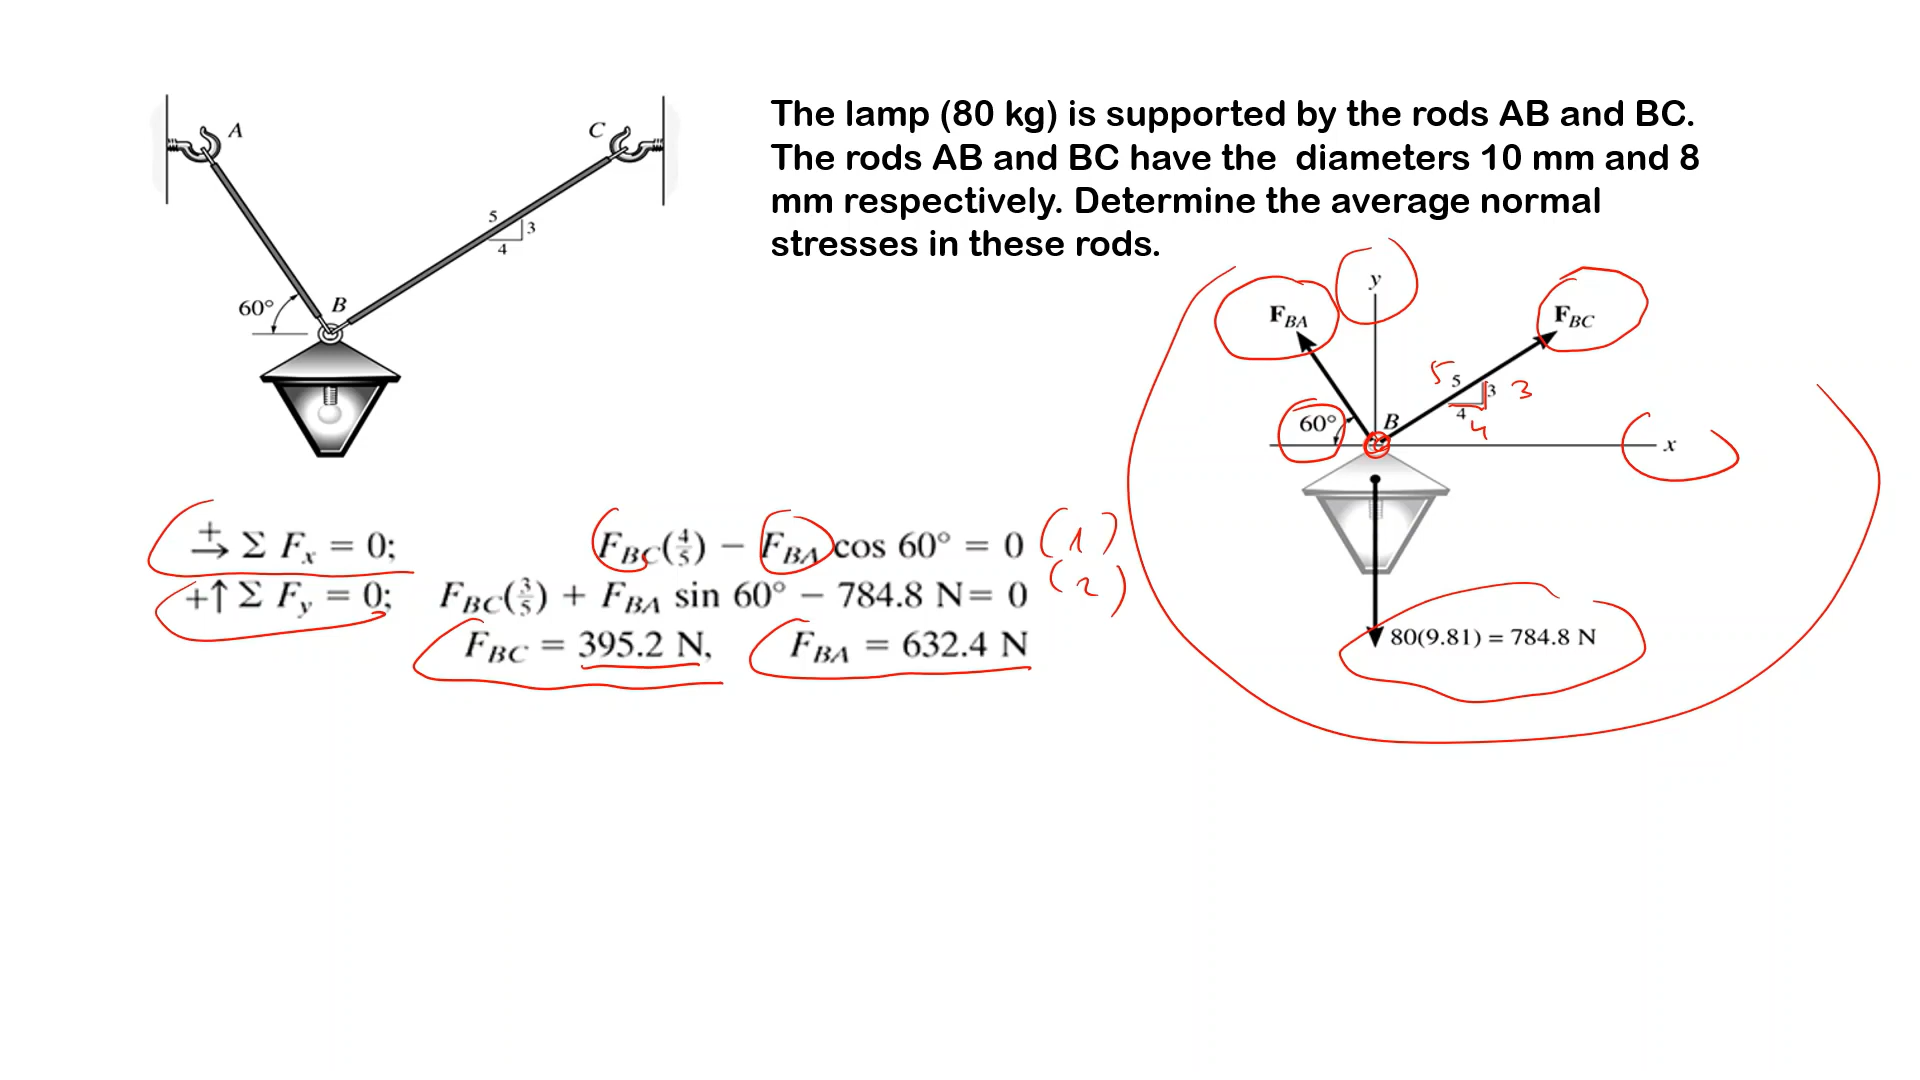 The lamp (80 kg) is supported by the rods AB and BC.
The rods AB and BC have the diameters 10 mm and 8
mm respectively. Determine the average normal
stresses in these rods.
A
C
5
3
4
60°
B
y
F_BA
F_BC
5
5
3
3
4
4
60°
B
x
80(9.81) = 784.8 N
→+ Σ F_x = 0; F_BC(4/5) − F_BA cos 60° = 0 (1)
+↑ Σ F_y = 0; F_BC(3/5) + F_BA sin 60° − 784.8 N= 0 (2)
F_BC = 395.2 N, F_BA = 632.4 N